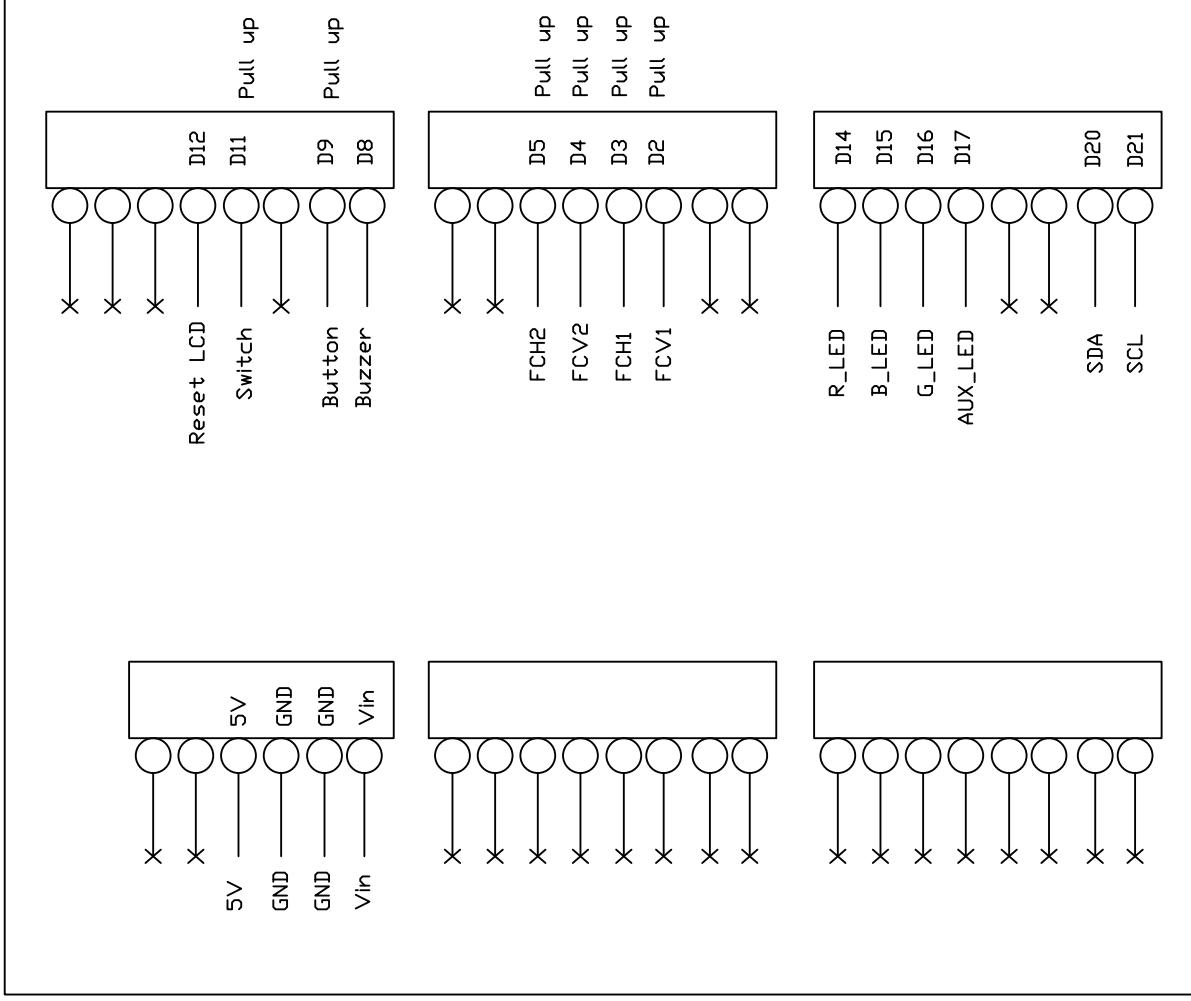 Pull up
Pull up
Pull up
Pull up
Pull up
Pull up
D12
D11
D9
D8
D5
D4
D3
D2
D14
D15
D16
D17
D20
D21
Reset LCD
Switch
Button
Buzzer
FCH2
FCV2
FCH1
FCV1
R_LED
B_LED
G_LED
AUX_LED
SDA
SCL
5V
GND
GND
Vin
5V
GND
GND
Vin